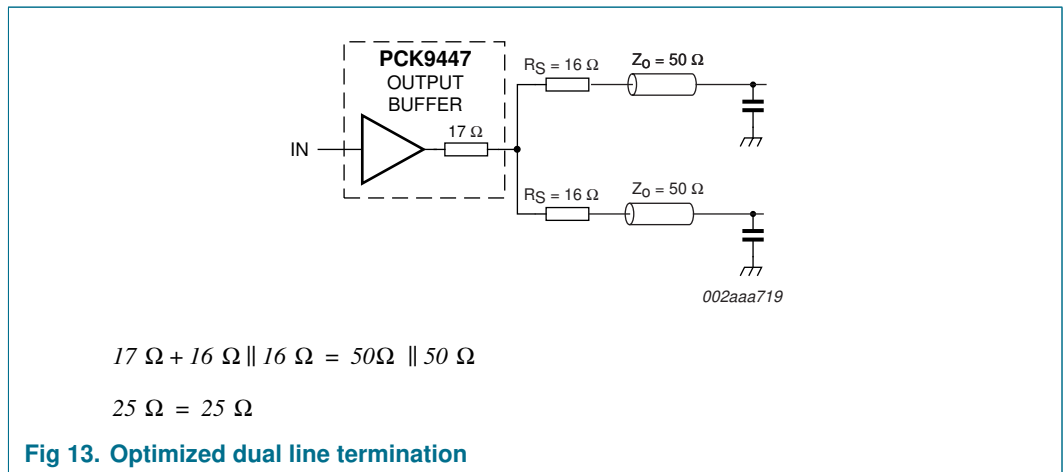 PCK9447
OUTPUT
BUFFER
IN
17 Ω
RS = 16 Ω
Zo = 50 Ω
RS = 16 Ω
Zo = 50 Ω
002aaa719
17 Ω + 16 Ω || 16 Ω = 50Ω || 50 Ω
25 Ω = 25 Ω
Fig 13. Optimized dual line termination